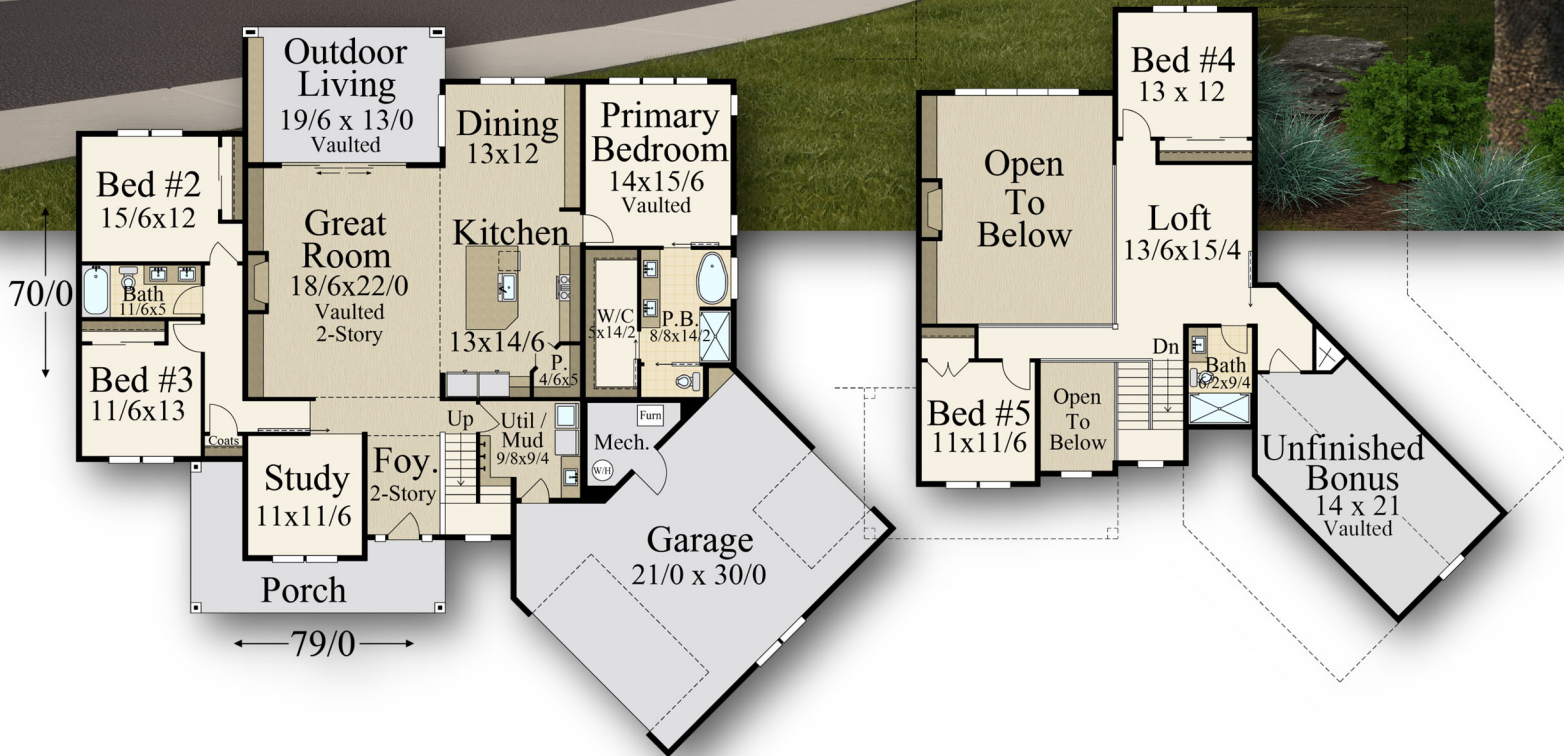 Outdoor
Living
19/6 x 13/0
Vaulted
Dining
13x12
Primary
Bedroom
14x15/6
Vaulted
Bed #2
15/6x12
Great
Room
18/6x22/0
Vaulted
2-Story
Kitchen
13x14/6
70/0
Bath
11/6x5
W/C
5x14/2
P.B.
8/8x14/2
P.
4/6x5
Bed #3
11/6x13
Coats
Up
Util /
Mud
9/8x9/4
Furn
Mech.
W/H
Study
11x11/6
Foy.
2-Story
Garage
21/0 x 30/0
Porch
79/0
Bed #4
13 x 12
Open
To
Below
Loft
13/6x15/4
Dn
Bath
6/2x9/4
Bed #5
11x11/6
Open
To
Below
Unfinished
Bonus
14 x 21
Vaulted